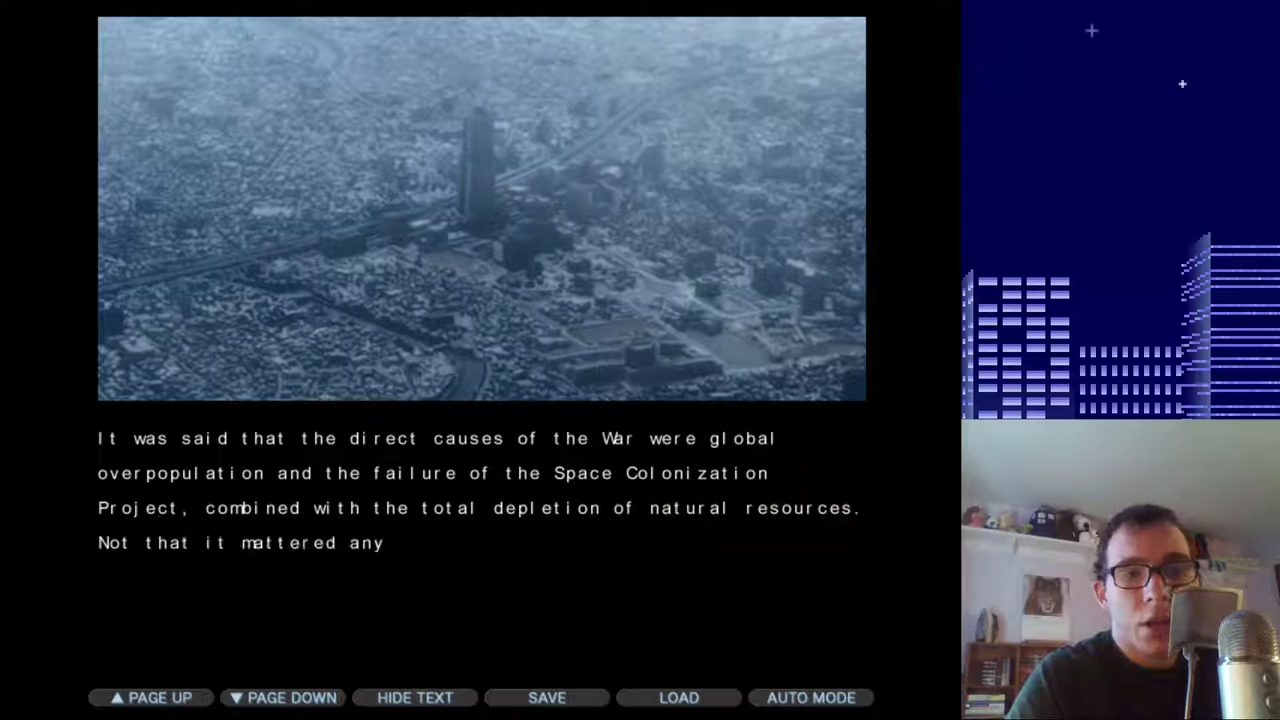 It was said that the direct causes of the War were global
overpopulation and the failure of the Space Colonization
Project, combined with the total depletion of natural resources.
Not that it mattered any
▲ PAGE UP
▼ PAGE DOWN
HIDE TEXT
SAVE
LOAD
AUTO MODE